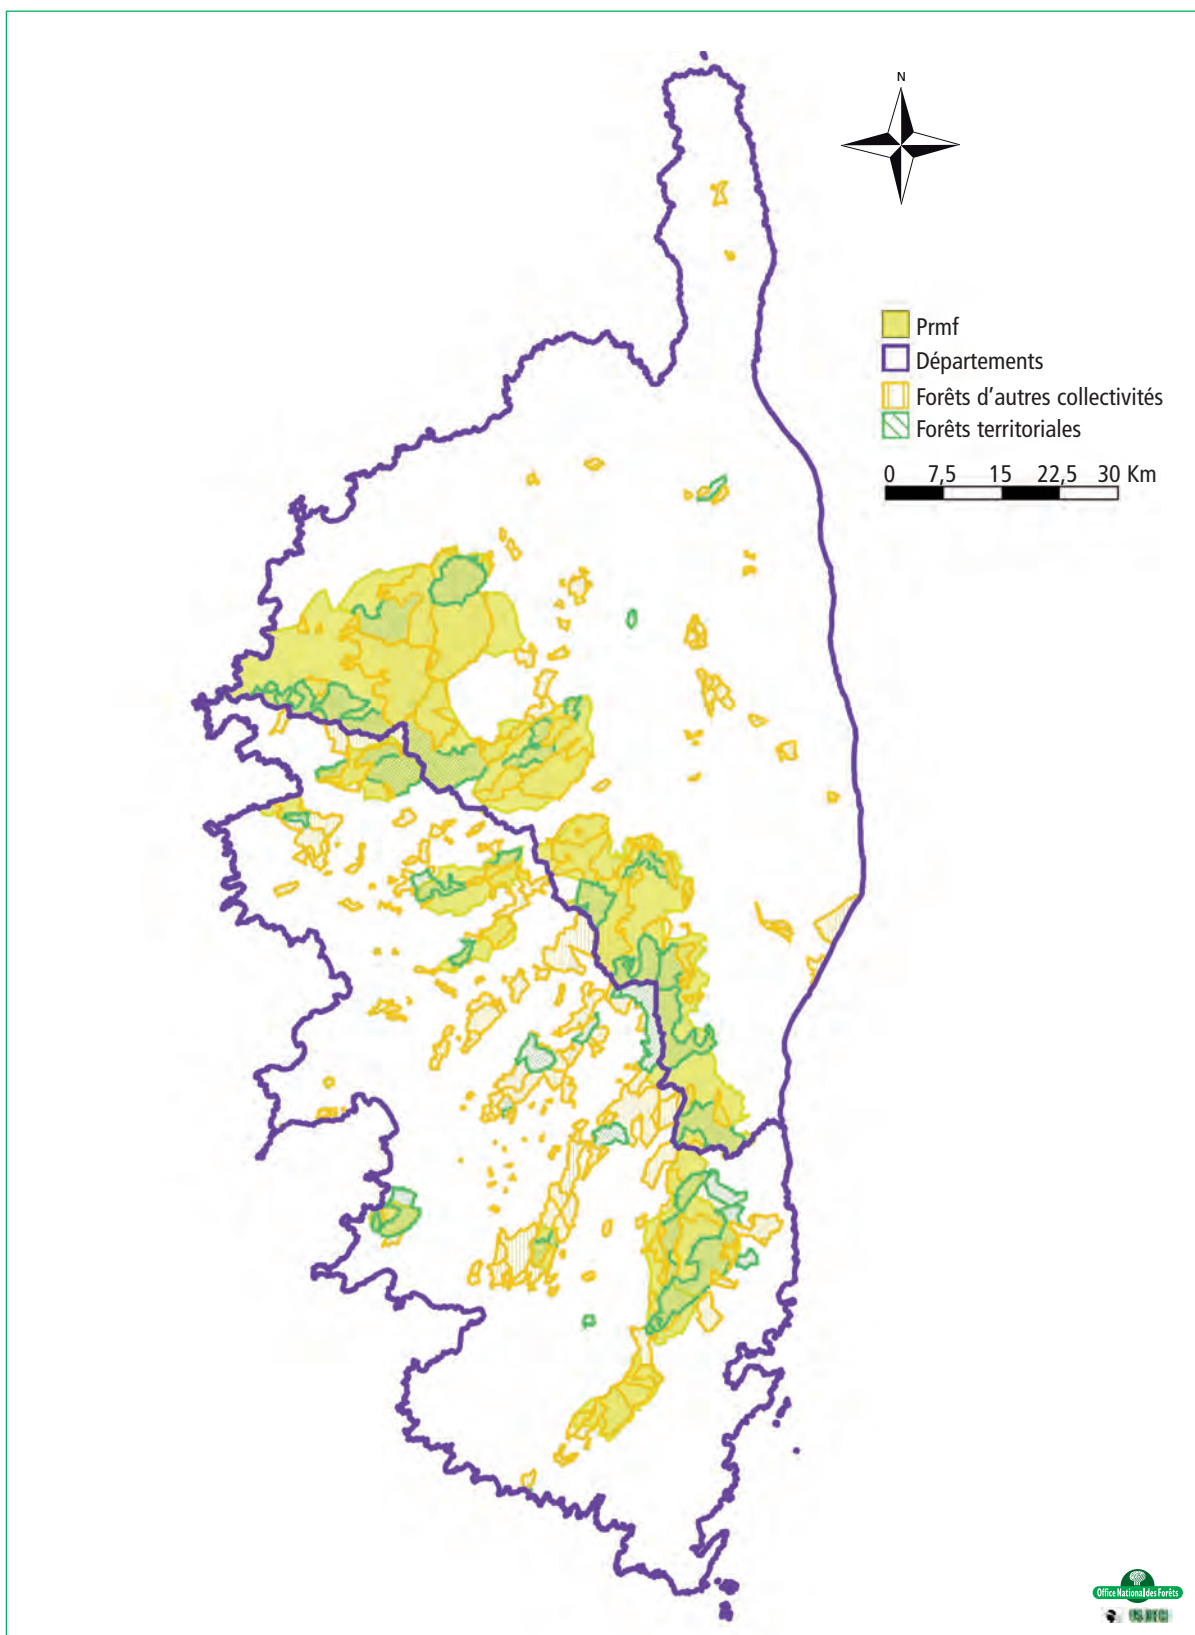 N
Prmf
Départements
Forêts d'autres collectivités
Forêts territoriales
0 7,5 15 22,5 30 Km
Office National des Forêts